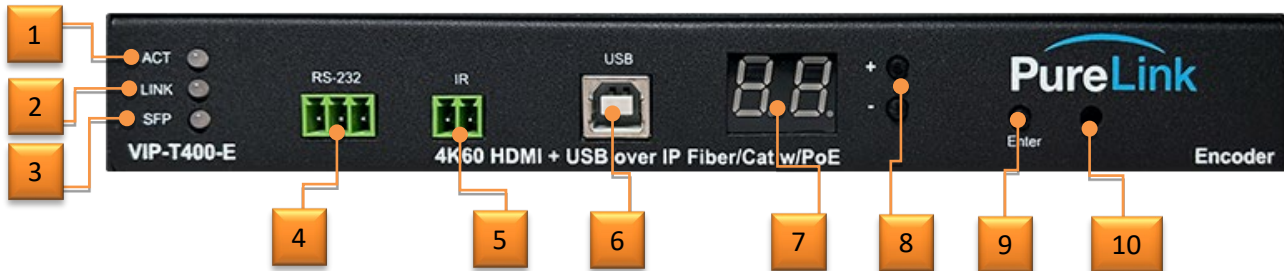 1
ACT
2
LINK
3
SFP
RS-232
IR
USB
88.
+
-
PureLink
Enter
VIP-T400-E
4K60 HDMI + USB over IP Fiber/Cat w/PoE
Encoder
4
5
6
7
8
9
10